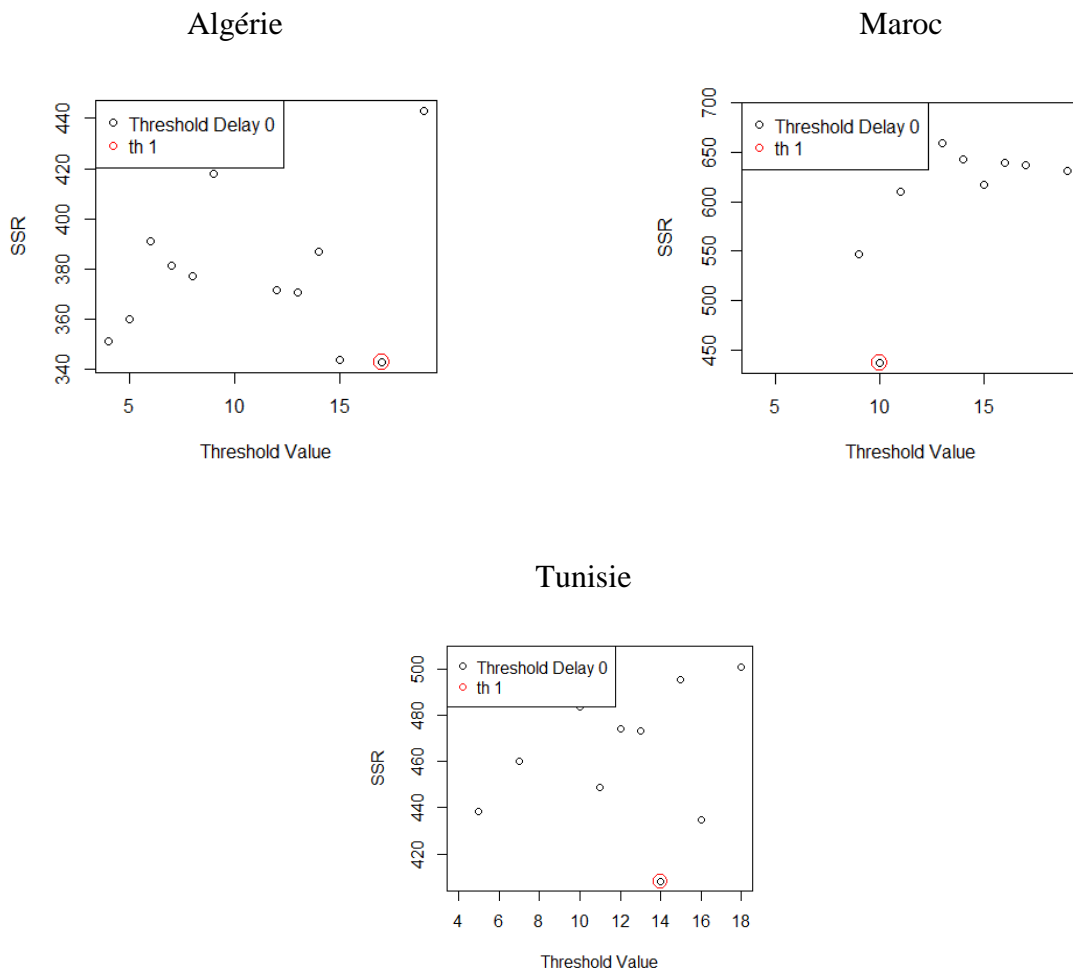 Algérie
Maroc
Threshold Delay 0
th 1
SSR
440
420
400
380
360
340
5 10 15
Threshold Value
Threshold Delay 0
th 1
SSR
700
650
600
550
500
450
5 10 15
Threshold Value
Tunisie
Threshold Delay 0
th 1
SSR
500
480
460
440
420
4 6 8 10 12 14 16 18
Threshold Value